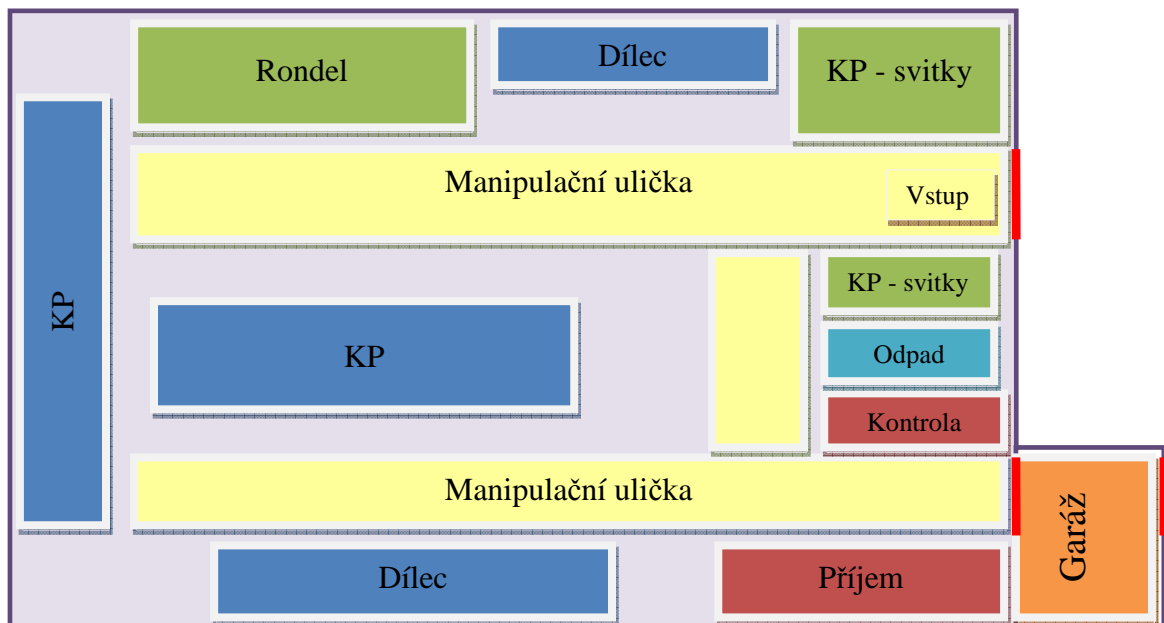 Rondel
Dílec
KP - svitky
Manipulační ulička
Vstup
KP
KP - svitky
KP
Odpad
Kontrola
Manipulační ulička
Garáž
Dílec
Příjem